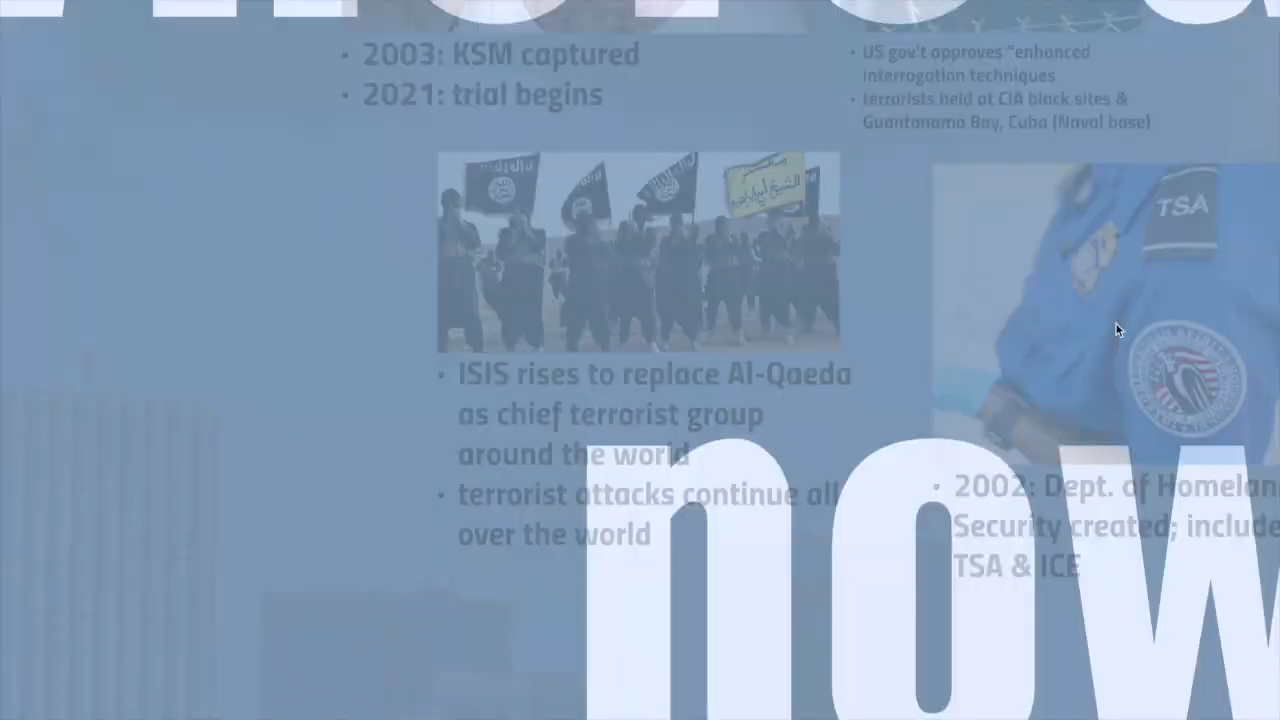 • 2003: KSM captured
• 2021: trial begins
• US gov't approves "enhanced
interrogation techniques
• terrorists held at CIA black sites &
Guantanamo Bay, Cuba (Naval base)
TSA
• ISIS rises to replace Al-Qaeda
as chief terrorist group
around the world
• terrorist attacks continue all
over the world
• 2002: Dept. of Homelan
Security created; include
TSA & ICE
now